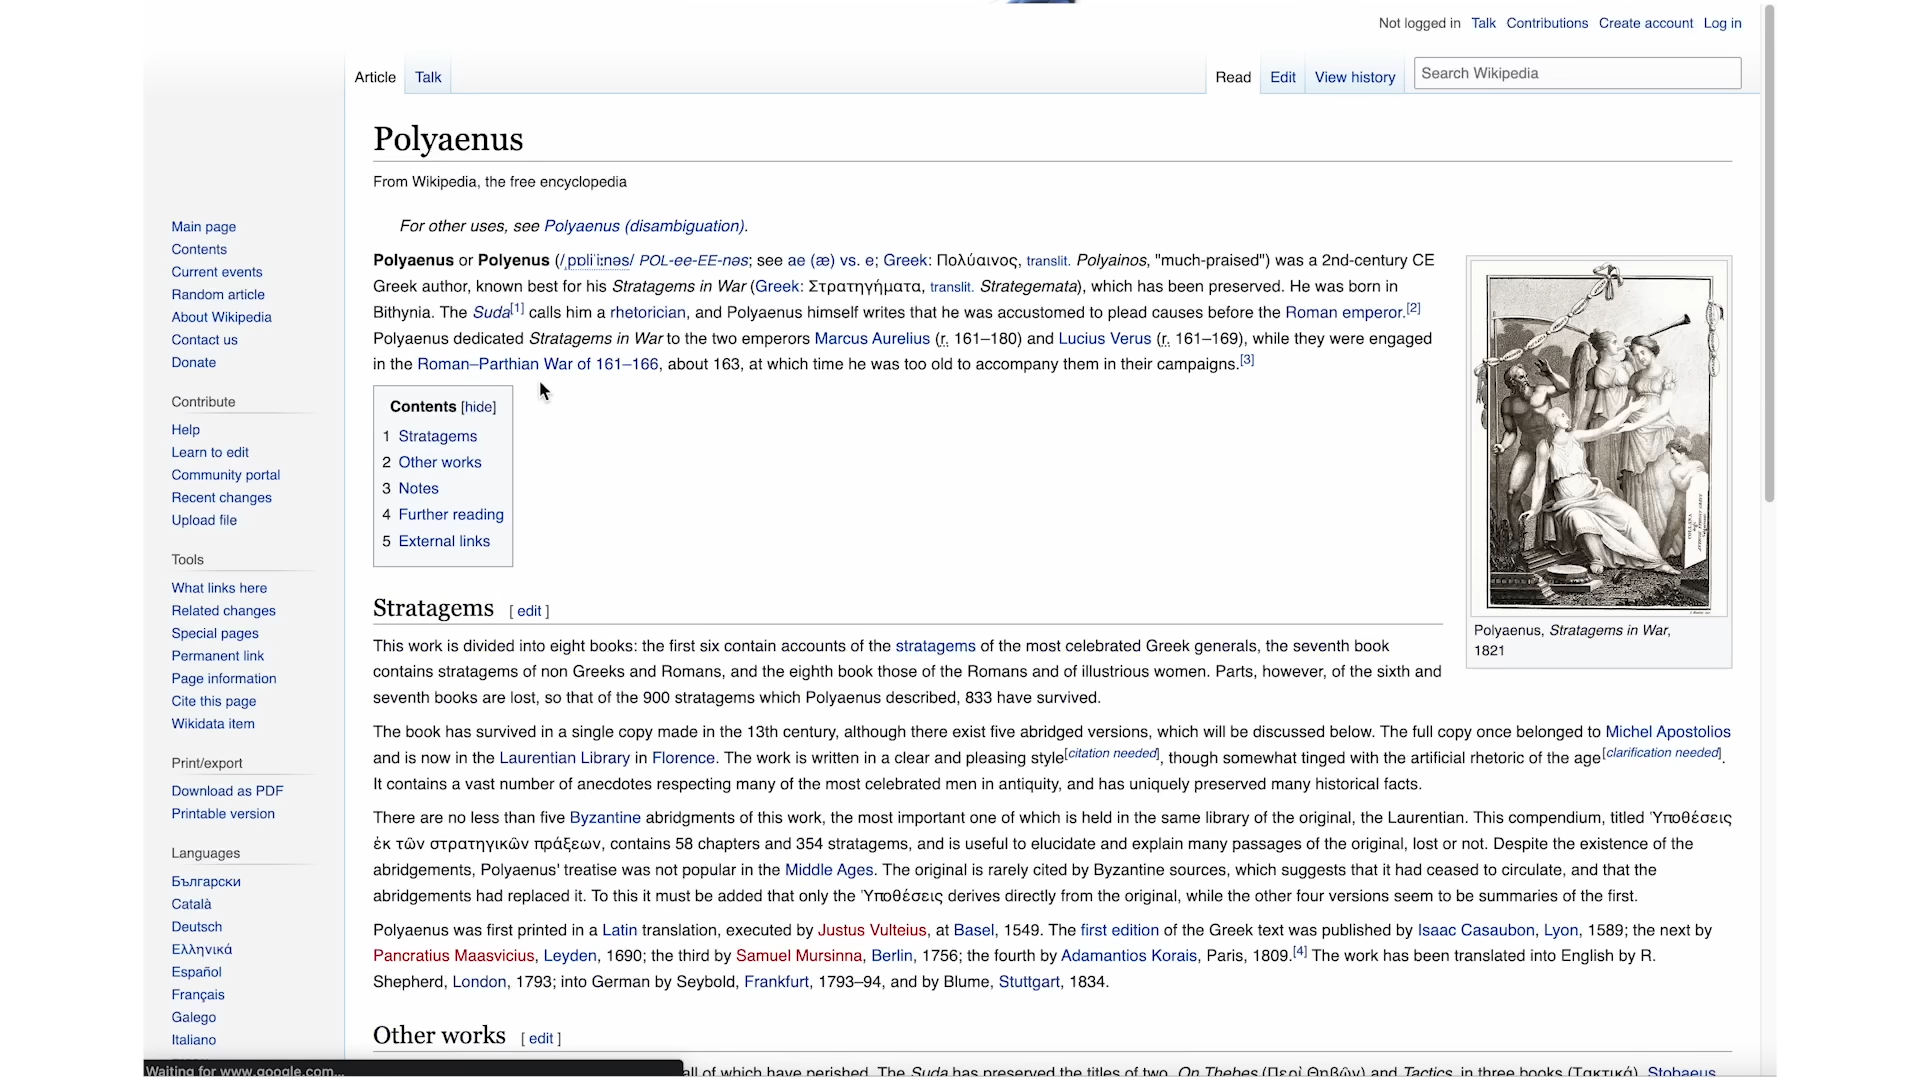 Not logged in Talk Contributions Create account Log in
Article Talk Read Edit View history Search Wikipedia
Polyaenus
From Wikipedia, the free encyclopedia
For other uses, see Polyaenus (disambiguation).
Polyaenus or Polyenus (/ˌpɒliˈiːnəs/ POL-ee-EE-nəs; see ae (æ) vs. e; Greek: Πολύαινος, translit. Polyainos, "much-praised") was a 2nd-century CE
Greek author, known best for his Stratagems in War (Greek: Στρατηγήματα, translit. Strategemata), which has been preserved. He was born in
Bithynia. The Suda[1] calls him a rhetorician, and Polyaenus himself writes that he was accustomed to plead causes before the Roman emperor.[2]
Polyaenus dedicated Stratagems in War to the two emperors Marcus Aurelius (r. 161–180) and Lucius Verus (r. 161–169), while they were engaged
in the Roman–Parthian War of 161–166, about 163, at which time he was too old to accompany them in their campaigns.[3]
Contents [hide]
1 Stratagems
2 Other works
3 Notes
4 Further reading
5 External links
Polyaenus, Stratagems in War,
1821
Stratagems [ edit ]
This work is divided into eight books: the first six contain accounts of the stratagems of the most celebrated Greek generals, the seventh book
contains stratagems of non Greeks and Romans, and the eighth book those of the Romans and of illustrious women. Parts, however, of the sixth and
seventh books are lost, so that of the 900 stratagems which Polyaenus described, 833 have survived.
The book has survived in a single copy made in the 13th century, although there exist five abridged versions, which will be discussed below. The full copy once belonged to Michel Apostolios
and is now in the Laurentian Library in Florence. The work is written in a clear and pleasing style[citation needed], though somewhat tinged with the artificial rhetoric of the age[clarification needed].
It contains a vast number of anecdotes respecting many of the most celebrated men in antiquity, and has uniquely preserved many historical facts.
There are no less than five Byzantine abridgments of this work, the most important one of which is held in the same library of the original, the Laurentian. This compendium, titled Ὑποθέσεις
ἐκ τῶν στρατηγικῶν πράξεων, contains 58 chapters and 354 stratagems, and is useful to elucidate and explain many passages of the original, lost or not. Despite the existence of the
abridgements, Polyaenus' treatise was not popular in the Middle Ages. The original is rarely cited by Byzantine sources, which suggests that it had ceased to circulate, and that the
abridgements had replaced it. To this it must be added that only the Ὑποθέσεις derives directly from the original, while the other four versions seem to be summaries of the first.
Polyaenus was first printed in a Latin translation, executed by Justus Vulteius, at Basel, 1549. The first edition of the Greek text was published by Isaac Casaubon, Lyon, 1589; the next by
Pancratius Maasvicius, Leyden, 1690; the third by Samuel Mursinna, Berlin, 1756; the fourth by Adamantios Korais, Paris, 1809.[4] The work has been translated into English by R.
Shepherd, London, 1793; into German by Seybold, Frankfurt, 1793–94, and by Blume, Stuttgart, 1834.
Other works [ edit ]
all of which have perished. The Suda has preserved the titles of two, On Thebes (Περὶ Θηβῶν) and Tactics, in three books (Τακτικά). Stobaeus
Main page
Contents
Current events
Random article
About Wikipedia
Contact us
Donate
Contribute
Help
Learn to edit
Community portal
Recent changes
Upload file
Tools
What links here
Related changes
Special pages
Permanent link
Page information
Cite this page
Wikidata item
Print/export
Download as PDF
Printable version
Languages
Български
Català
Deutsch
Ελληνικά
Español
Français
Galego
Italiano
Waiting for www.google.com...